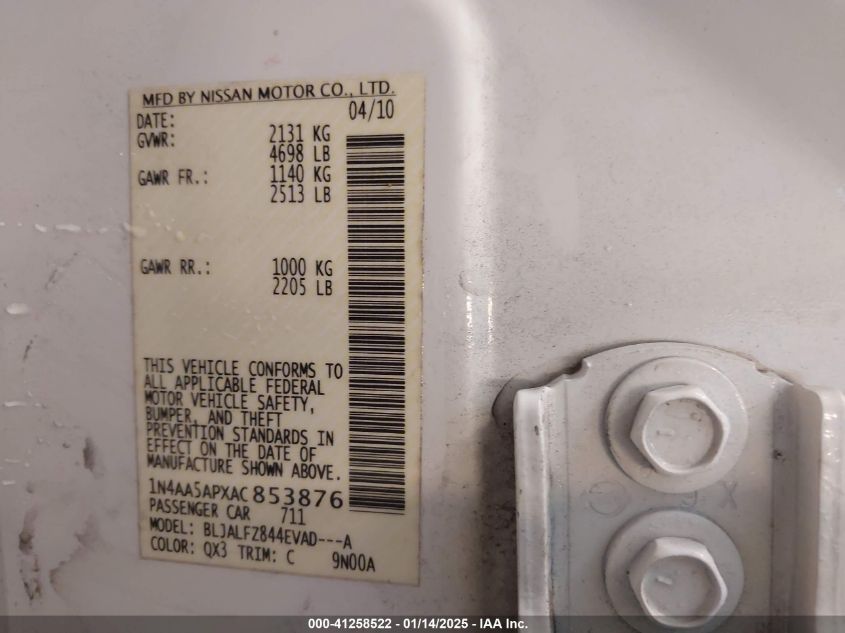 MFD BY NISSAN MOTOR CO., LTD.
DATE: 04/10
GVWR: 2131 KG
4698 LB
GAWR FR.: 1140 KG
2513 LB
GAWR RR.: 1000 KG
2205 LB
THIS VEHICLE CONFORMS TO
ALL APPLICABLE FEDERAL
MOTOR VEHICLE SAFETY,
BUMPER, AND THEFT
PREVENTION STANDARDS IN
EFFECT ON THE DATE OF
MANUFACTURE SHOWN ABOVE.
1N4AA5APXAC853876
PASSENGER CAR 711
MODEL: BLJALFZ844EVAD---A
COLOR: QX3 TRIM: C 9N00A
000-41258522 - 01/14/2025 - IAA Inc.